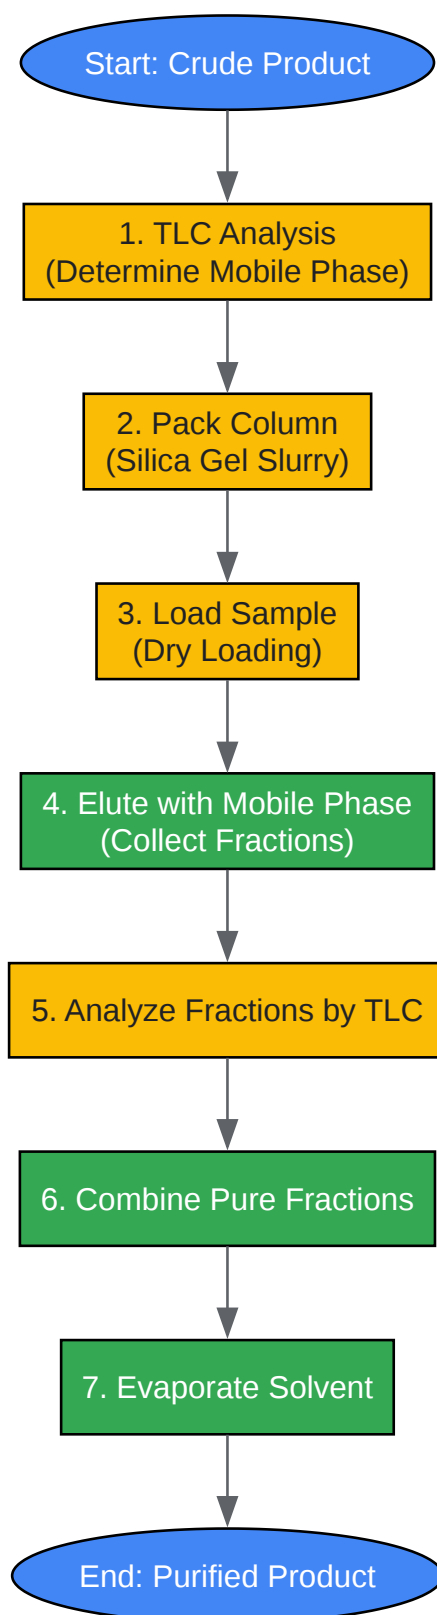 Start: Crude Product
1. TLC Analysis
(Determine Mobile Phase)
2. Pack Column
(Silica Gel Slurry)
3. Load Sample
(Dry Loading)
4. Elute with Mobile Phase
(Collect Fractions)
5. Analyze Fractions by TLC
6. Combine Pure Fractions
7. Evaporate Solvent
End: Purified Product